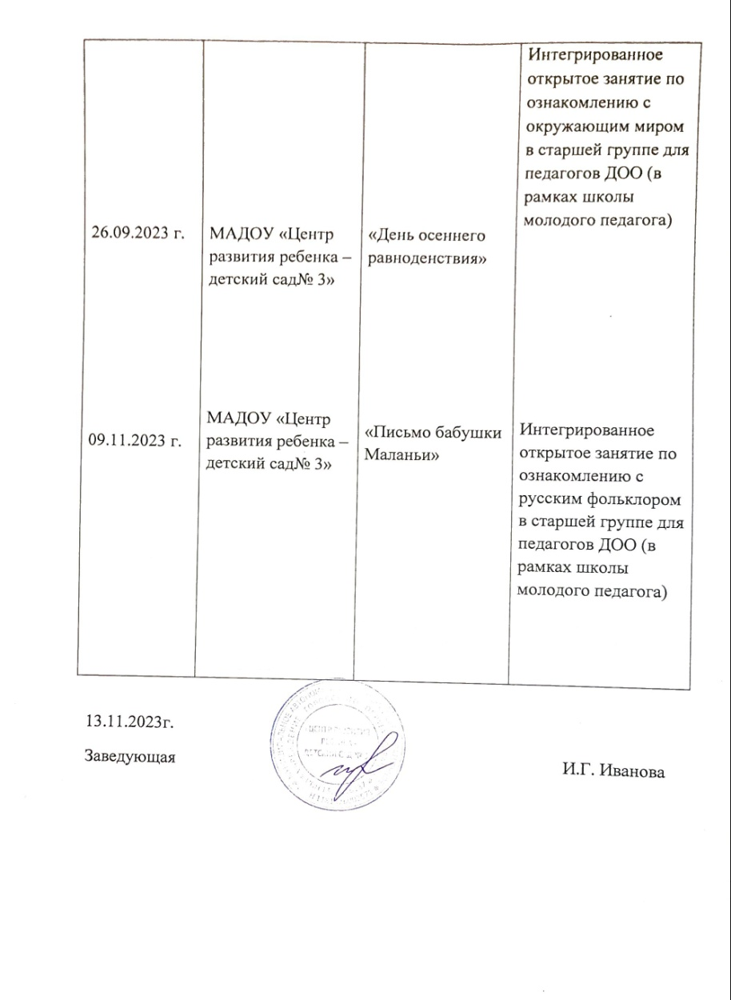 Интегрированное
открытое занятие по
ознакомлению с
окружающим миром
в старшей группе для
педагогов ДОО (в
рамках школы
молодого педагога)
26.09.2023 г.
МАДОУ «Центр
развития ребенка –
детский сад№ 3»
«День осеннего
равноденствия»
09.11.2023 г.
МАДОУ «Центр
развития ребенка –
детский сад№ 3»
«Письмо бабушки
Маланьи»
Интегрированное
открытое занятие по
ознакомлению с
русским фольклором
в старшей группе для
педагогов ДОО (в
рамках школы
молодого педагога)
13.11.2023г.
Заведующая
И.Г. Иванова